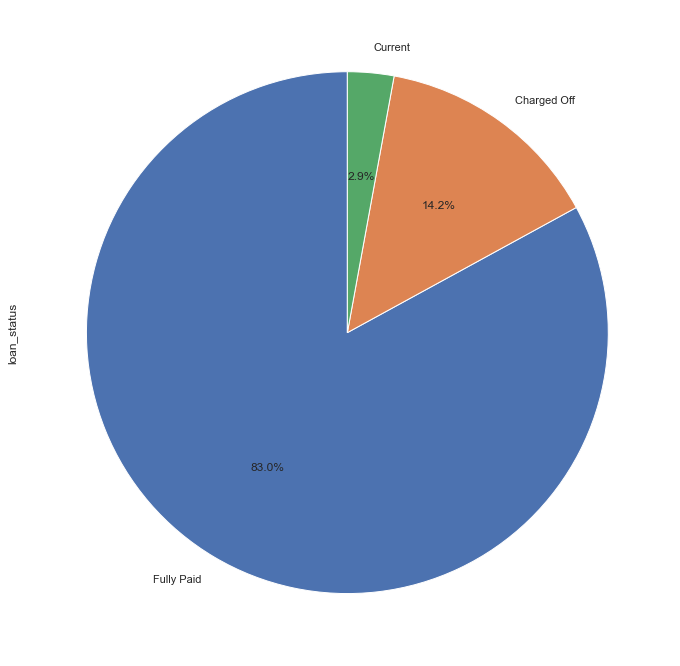 Current
Charged Off
2.9%
14.2%
loan_status
83.0%
Fully Paid